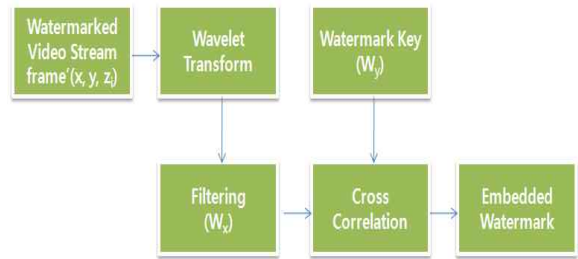 Watermarked
Video Stream
frame'(x, y, zᵢ)
Wavelet
Transform
Watermark Key
(Wy)
Filtering
(Wx)
Cross
Correlation
Embedded
Watermark